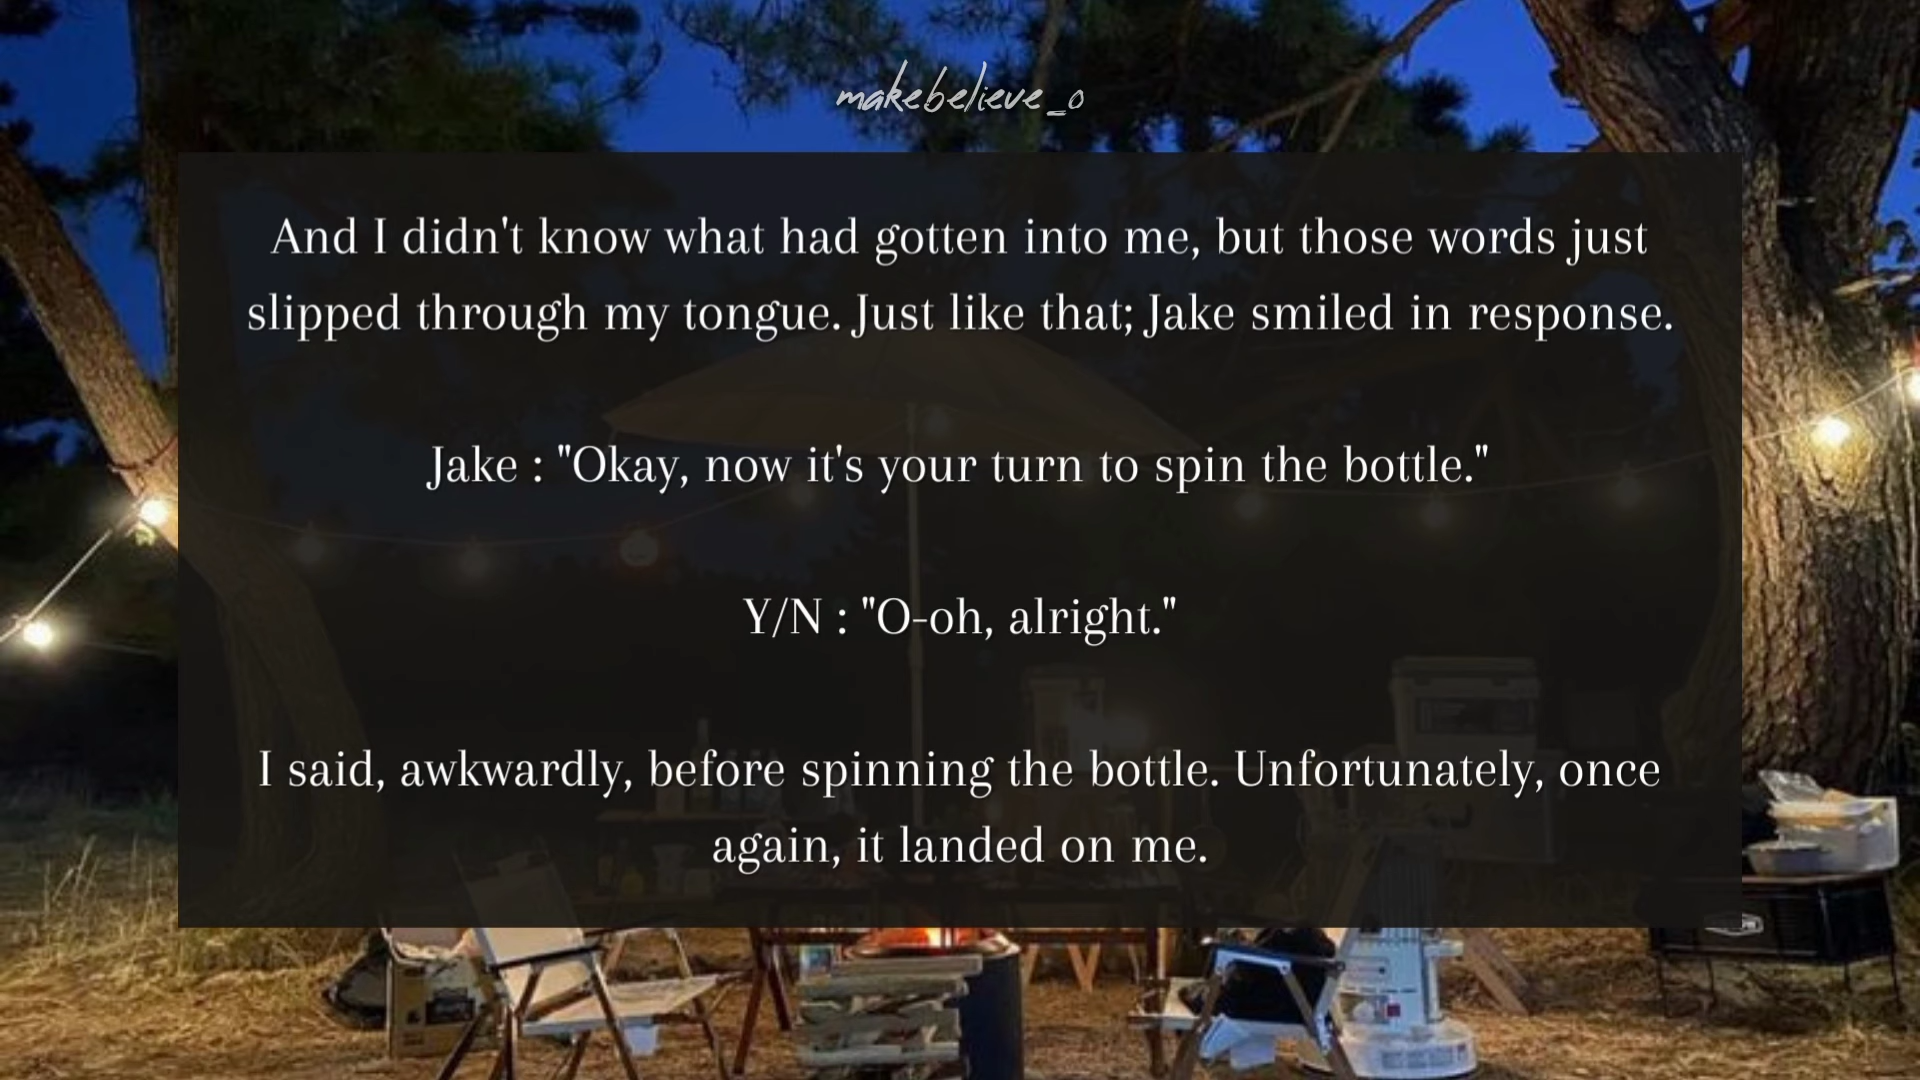 makebelieve_o
And I didn't know what had gotten into me, but those words just
slipped through my tongue. Just like that; Jake smiled in response.
Jake : "Okay, now it's your turn to spin the bottle."
Y/N : "O-oh, alright."
I said, awkwardly, before spinning the bottle. Unfortunately, once
again, it landed on me.